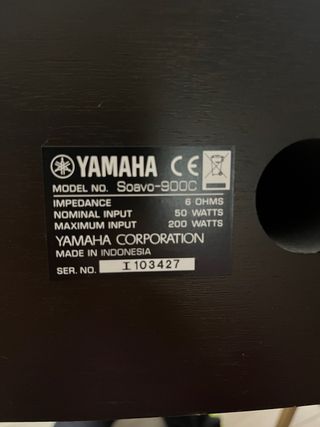 YAMAHA CE
MODEL NO. Soavo-900C
IMPEDANCE 6 OHMS
NOMINAL INPUT 50 WATTS
MAXIMUM INPUT 200 WATTS
YAMAHA CORPORATION
MADE IN INDONESIA
SER. NO. I103427